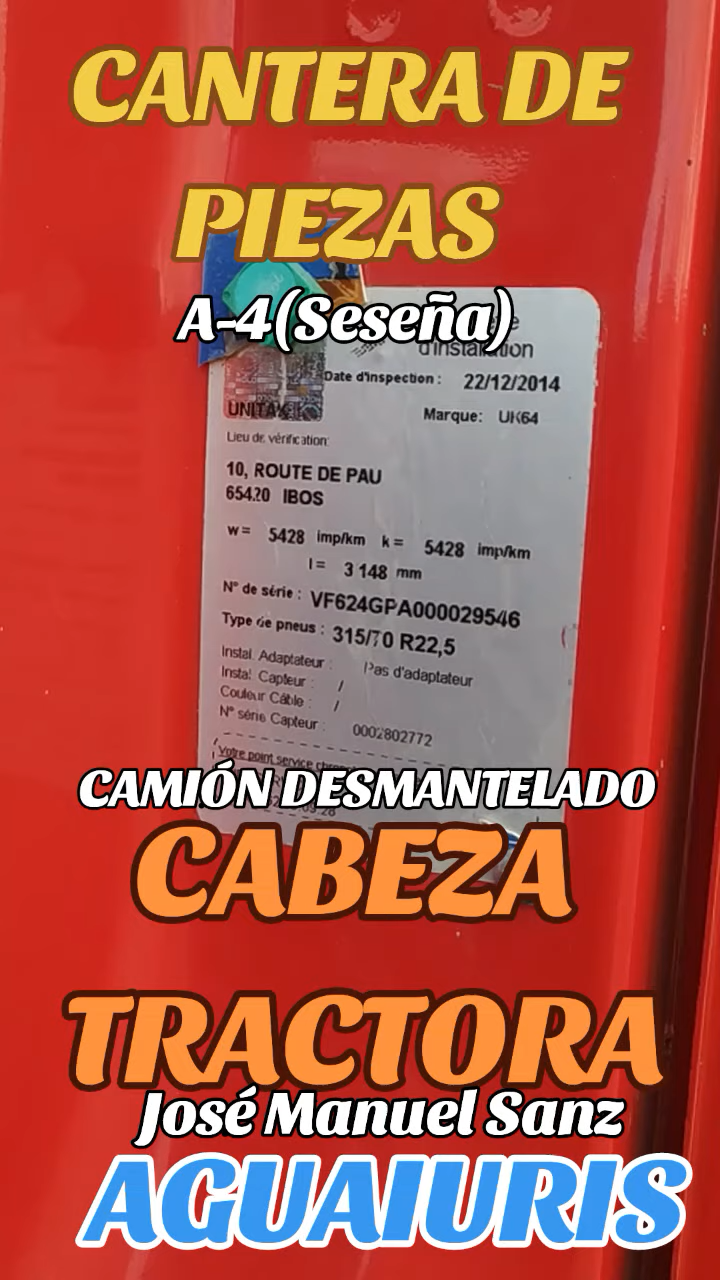 CANTERA DE
PIEZAS
A-4(Seseña)
d'installation
Date d'inspection : 22/12/2014
UNITA
Marque: UK64
Lieu de vérification:
10, ROUTE DE PAU
65420 IBOS
w = 5428 imp/km k = 5428 imp/km
l = 3 148 mm
N° de série : VF624GPA000029546
Type de pneus : 315/70 R22,5
Instal. Adaptateur : Pas d'adaptateur
Instal. Capteur : /
Couleur Câble : /
N° série Capteur : 0002802772
Votre point service
CAMIÓN DESMANTELADO
CABEZA
TRACTORA
José Manuel Sanz
AGUAIURIS